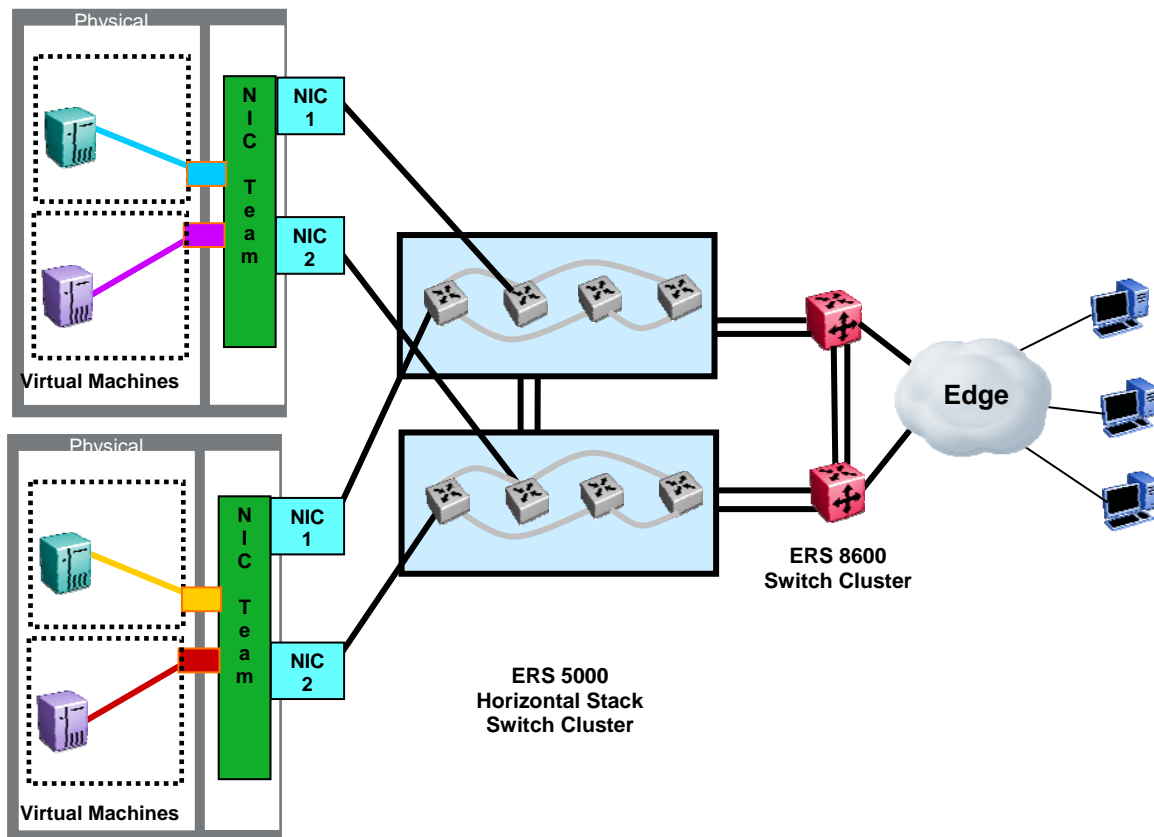 Physical
N
I
C
T
e
a
m
NIC
1
NIC
2
Virtual Machines
Physical
N
I
C
T
e
a
m
NIC
1
NIC
2
Virtual Machines
ERS 5000
Horizontal Stack
Switch Cluster
ERS 8600
Switch Cluster
Edge